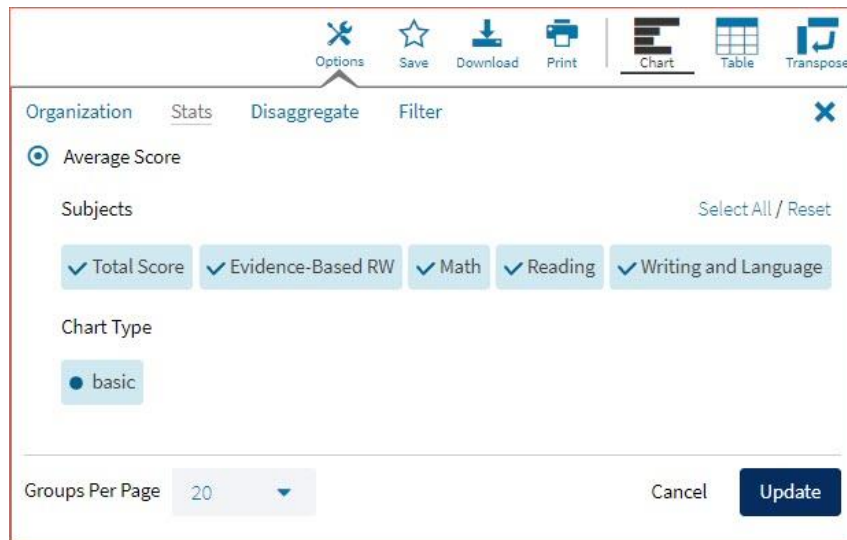 Options Save Download Print Chart Table Transpose
Organization Stats Disaggregate Filter
Average Score
Subjects Select All / Reset
Total Score Evidence-Based RW Math Reading Writing and Language
Chart Type
basic
Groups Per Page 20 Cancel Update